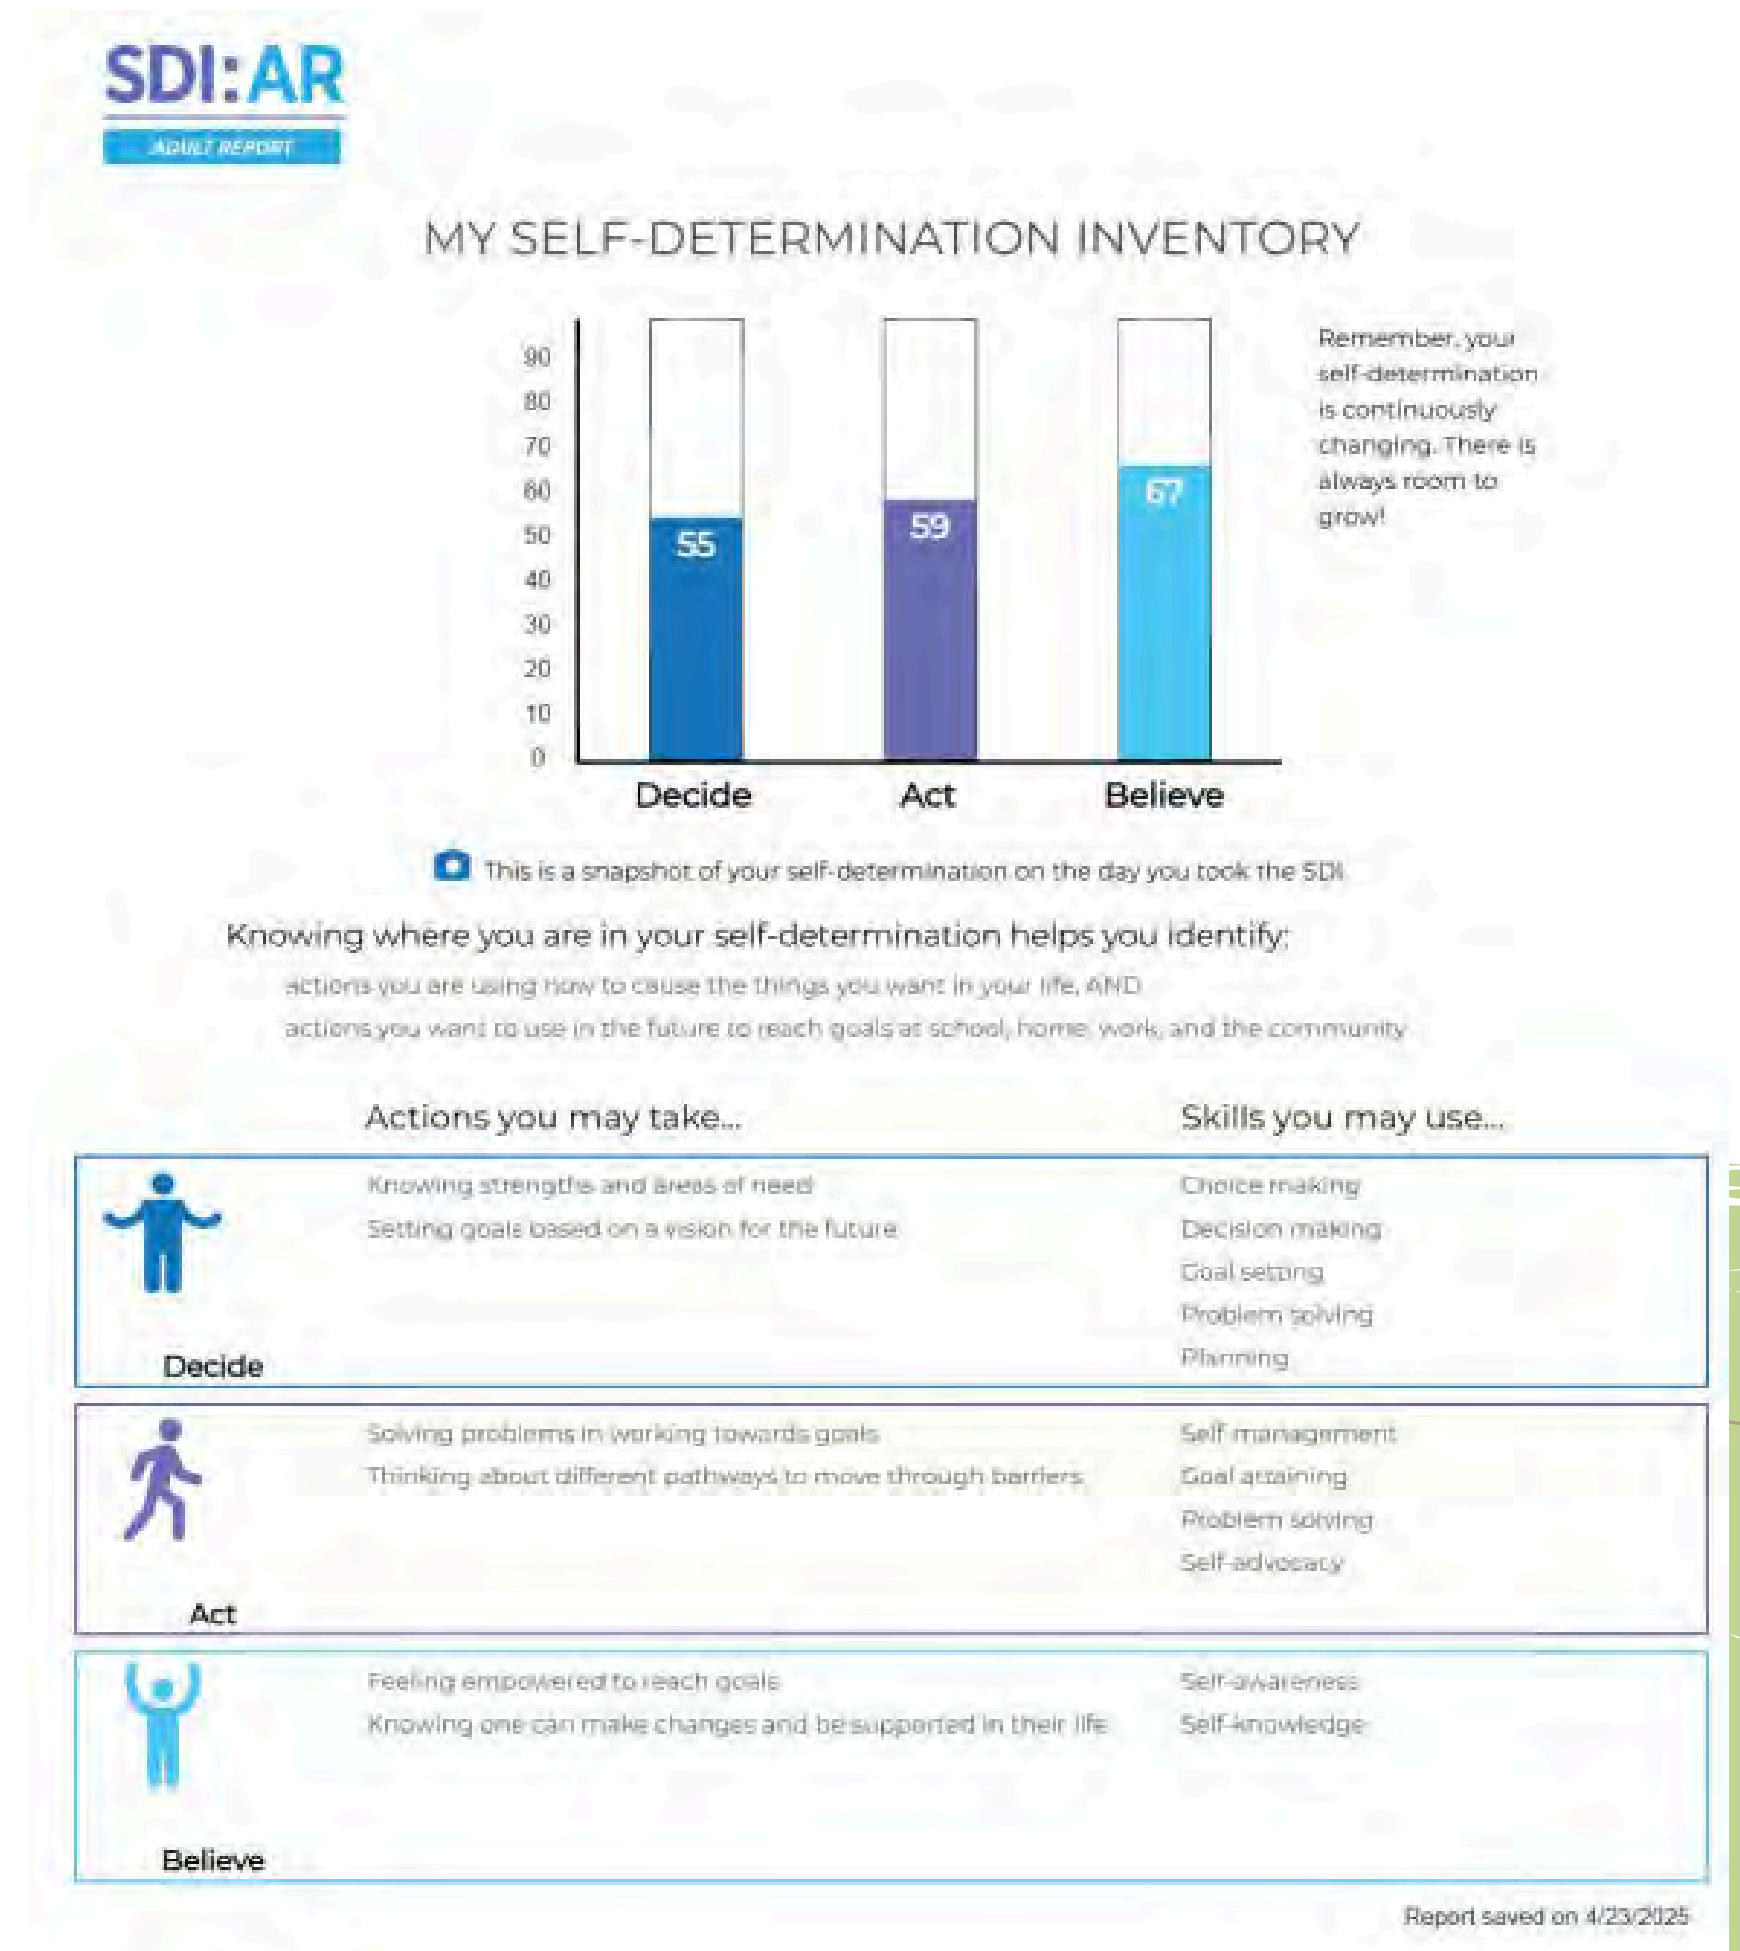 SDI:AR
ADULT REPORT
MY SELF-DETERMINATION INVENTORY
90
80
70
60
50
40
30
20
10
0
55
59
67
Decide
Act
Believe
Remember, your
self-determination
is continuously
changing. There is
always room to
grow!
This is a snapshot of your self-determination on the day you took the SDI.
Knowing where you are in your self-determination helps you identify:
actions you are using now to cause the things you want in your life, AND
actions you want to use in the future to reach goals at school, home, work, and the community
Actions you may take...
Skills you may use...
Knowing strengths and areas of need
Setting goals based on a vision for the future
Choice making
Decision making
Goal setting
Problem solving
Planning
Decide
Solving problems in working towards goals
Thinking about different pathways to move through barriers
Self-management
Goal attaining
Problem solving
Self-advocacy
Act
Feeling empowered to reach goals
Knowing one can make changes and be supported in their life
Self-awareness
Self-knowledge
Believe
Report saved on 4/23/2025